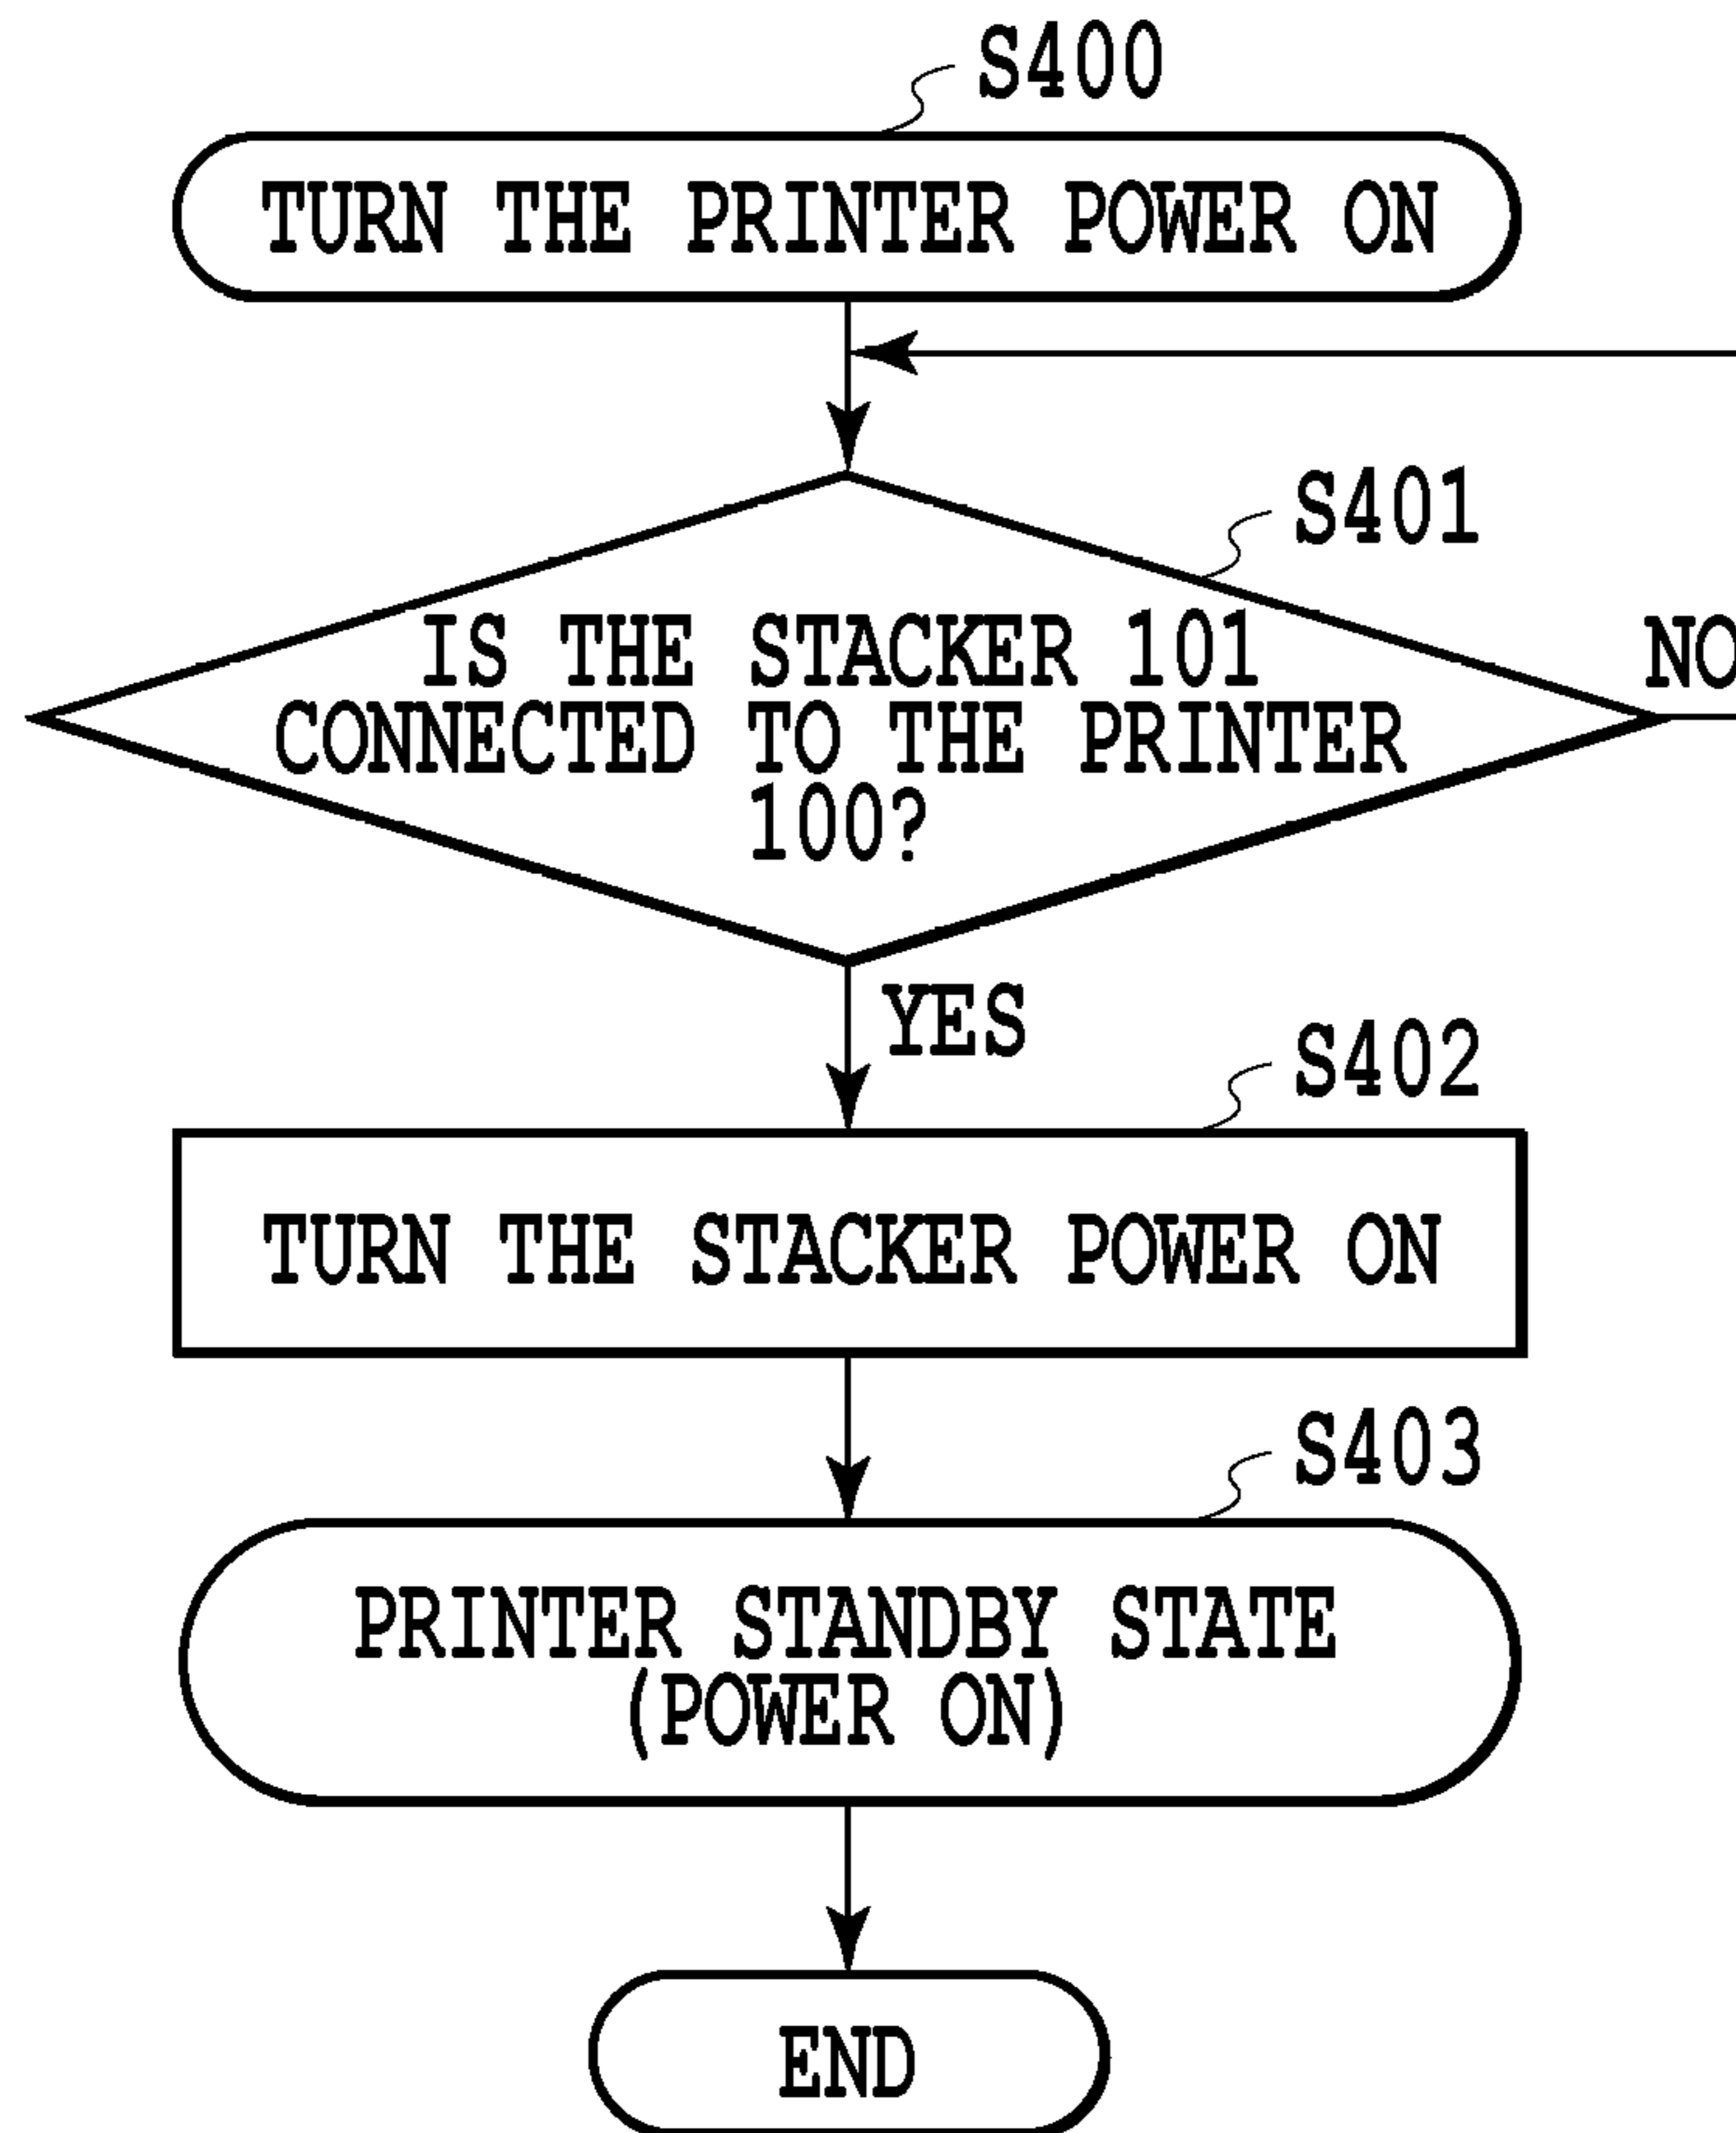 S400
TURN THE PRINTER POWER ON
S401
IS THE STACKER 101
CONNECTED TO THE PRINTER
100?
NO
YES
S402
TURN THE STACKER POWER ON
S403
PRINTER STANDBY STATE
(POWER ON)
END